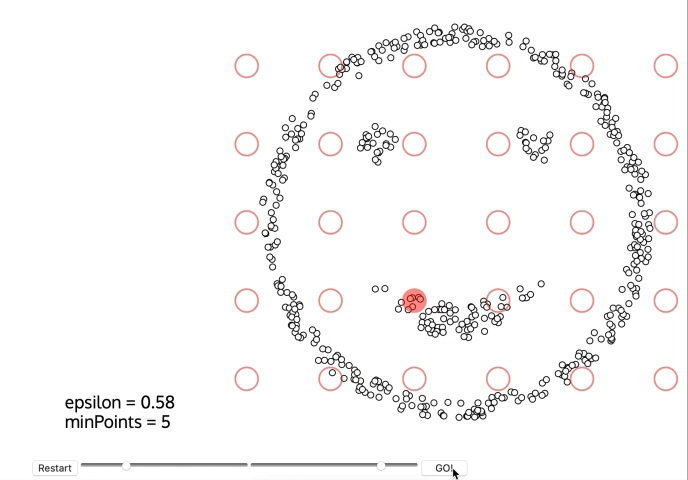 epsilon = 0.58
minPoints = 5
Restart
GO!